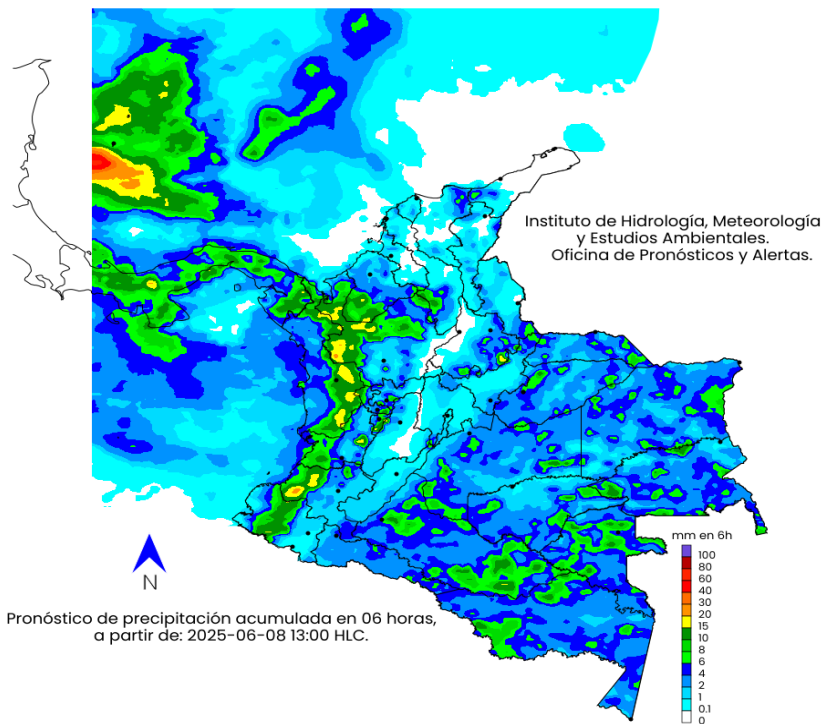 Instituto de Hidrología, Meteorología
y Estudios Ambientales.
Oficina de Pronósticos y Alertas.
mm en 6h
100
80
60
40
30
20
15
10
8
6
4
2
1
0.1
0
N
Pronóstico de precipitación acumulada en 06 horas,
a partir de: 2025-06-08 13:00 HLC.